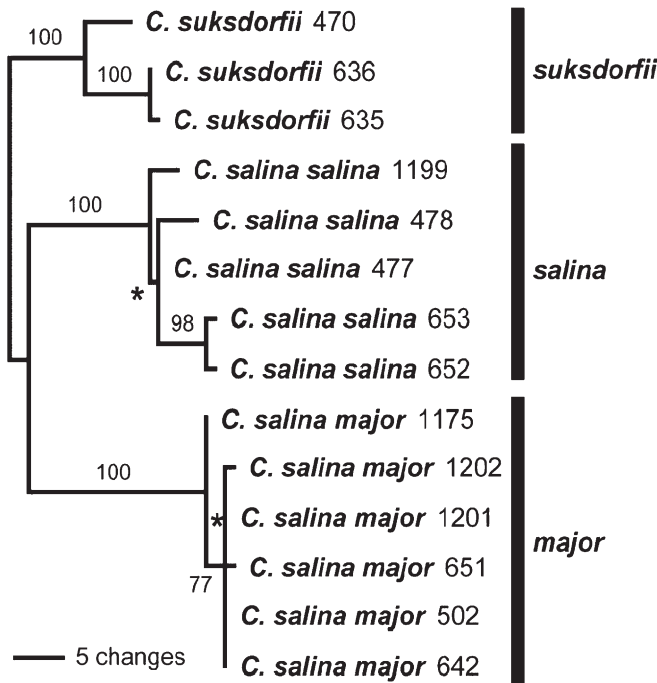 C. suksdorfii 470
100
100
C. suksdorfii 636
suksdorfii
C. suksdorfii 635
C. salina salina 1199
100
C. salina salina 478
C. salina salina 477
salina
*
98
C. salina salina 653
C. salina salina 652
C. salina major 1175
100
C. salina major 1202
*
C. salina major 1201
major
77
C. salina major 651
C. salina major 502
5 changes
C. salina major 642